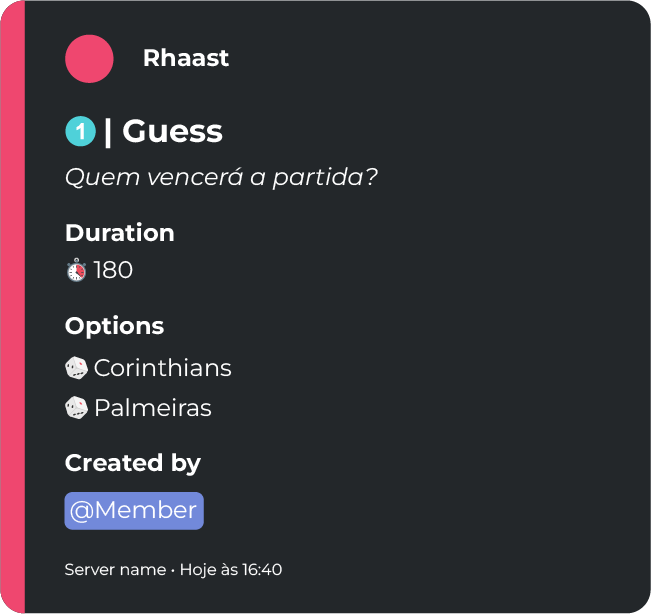 Rhaast
1 | Guess
Quem vencerá a partida?
Duration
180
Options
Corinthians
Palmeiras
Created by
@Member
Server name • Hoje às 16:40